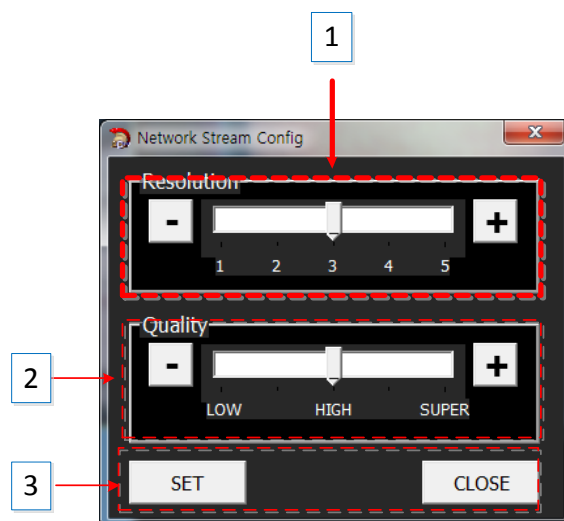 1
Network Stream Config
x
Resolution
- +
1 2 3 4 5
Quality
- +
2
LOW HIGH SUPER
3
SET CLOSE